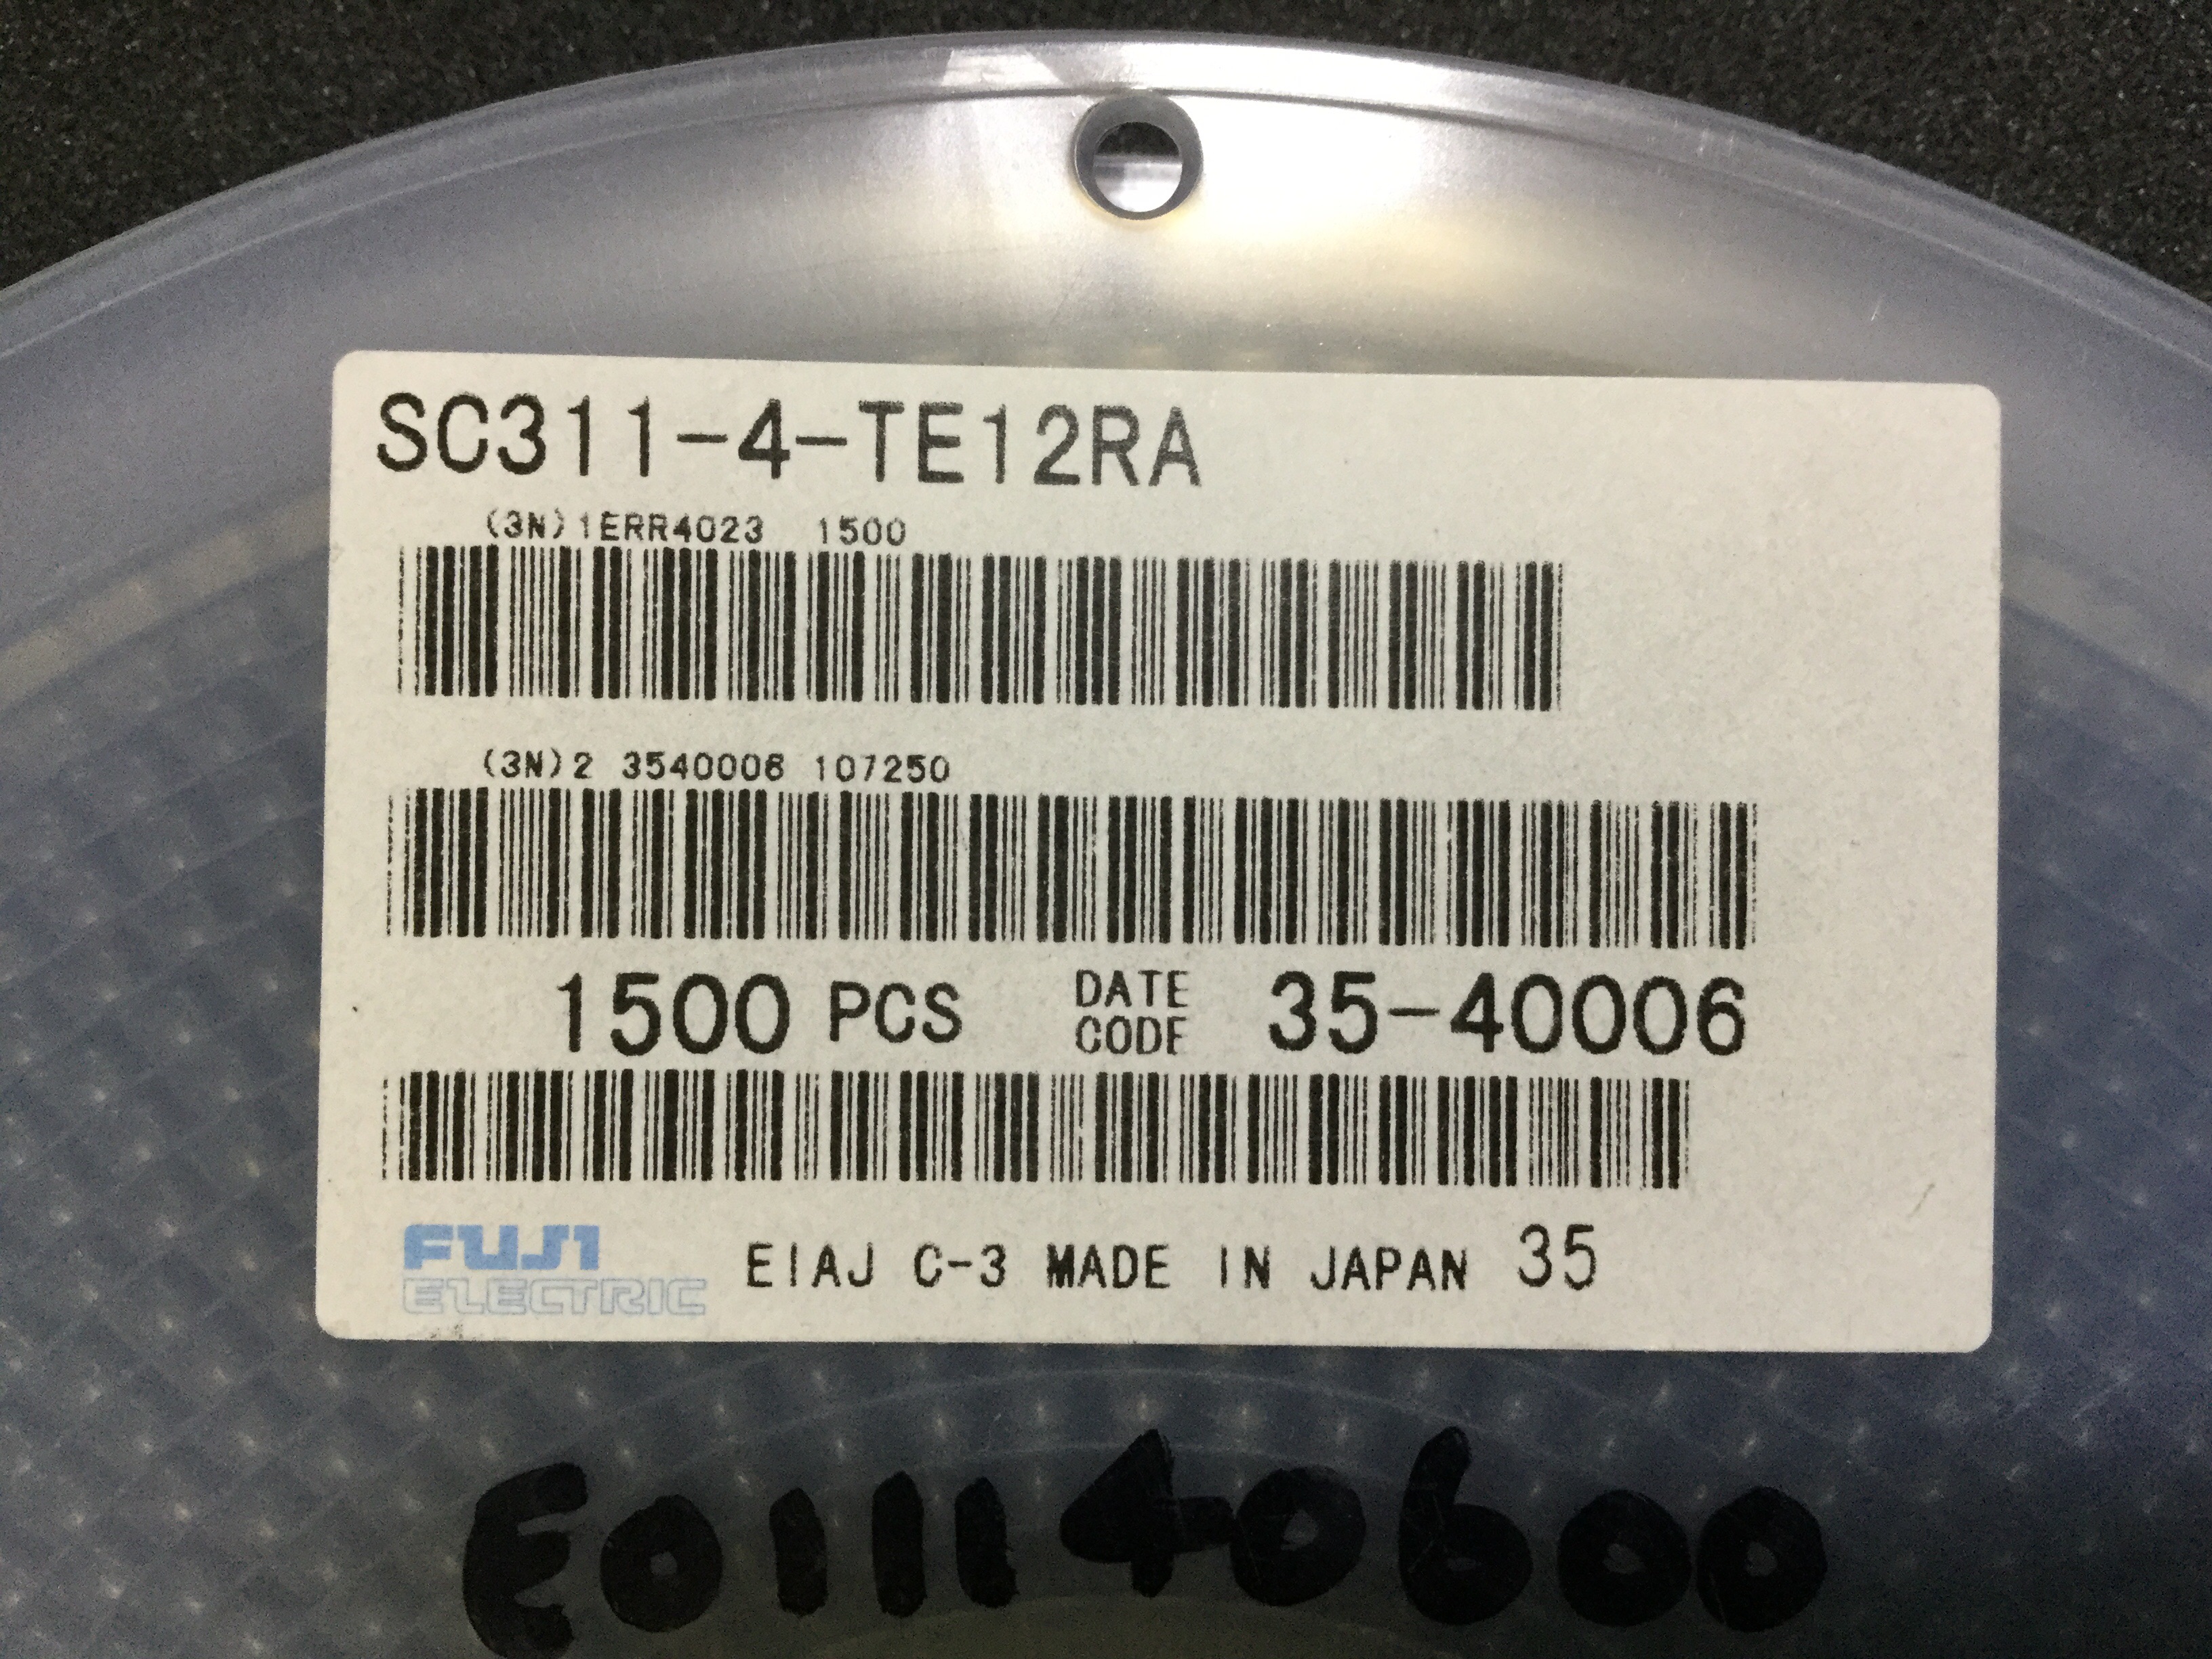 SC311-4-TE12RA
(3N)1ERR4023 1500
(3N)2 3540006 107250
1500 PCS DATE CODE 35-40006
FUJI ELECTRIC EIAJ C-3 MADE IN JAPAN 35
E011140600